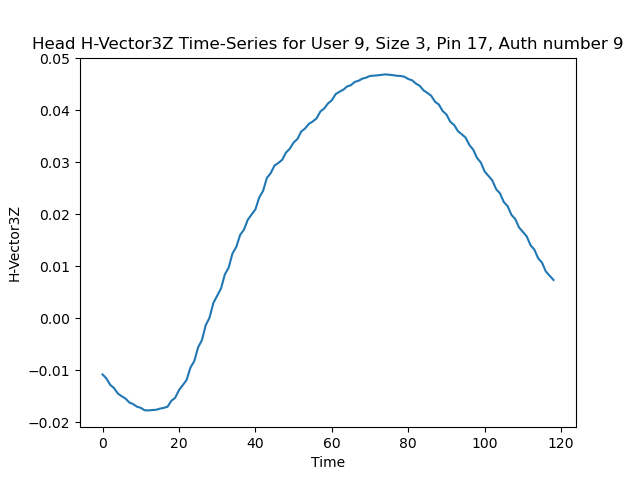 Head H-Vector3Z Time-Series for User 9, Size 3, Pin 17, Auth number 9
0.05
0.04
0.03
0.02
0.01
0.00
−0.01
−0.02
H-Vector3Z
0 20 40 60 80 100 120
Time